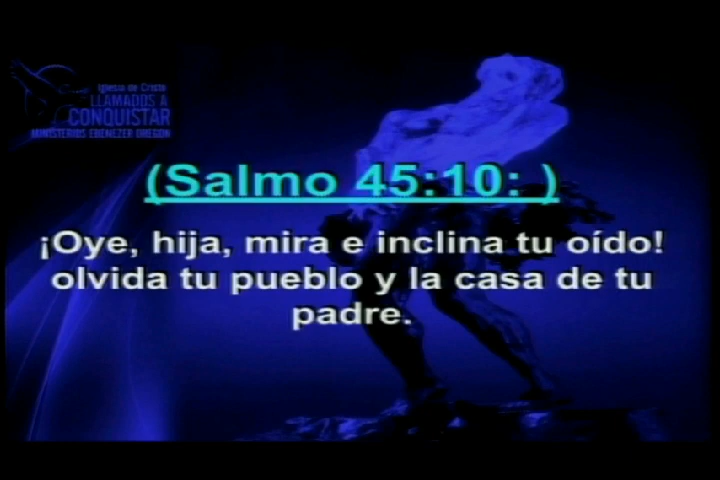 Iglesia de Cristo
LLAMADOS A
CONQUISTAR
MINISTERIOS EBENEZER OREGON
(Salmo 45:10: )
¡Oye, hija, mira e inclina tu oído!
olvida tu pueblo y la casa de tu
padre.